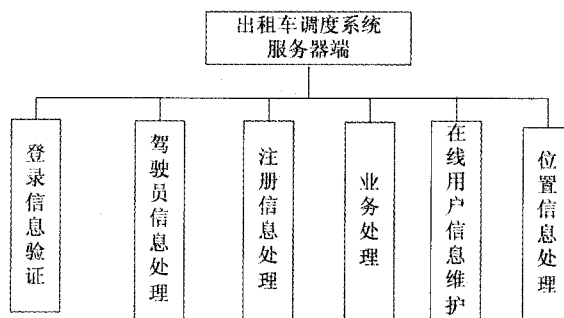 出租车调度系统
服务器端
登录信息验证
驾驶员信息处理
注册信息处理
业务处理
在线用户信息维护
位置信息处理